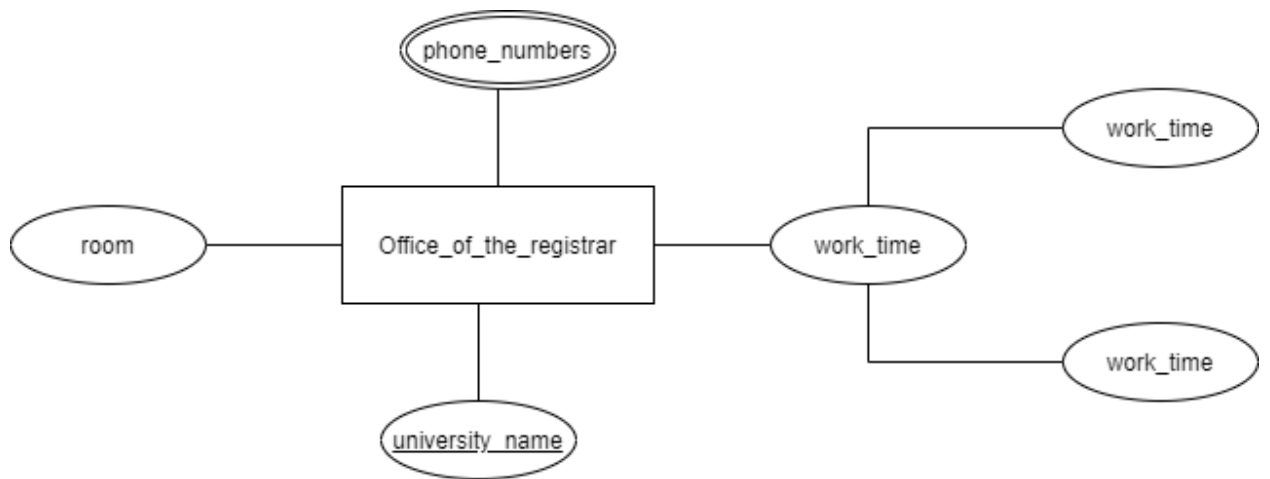 phone_numbers
work_time
room
Office_of_the_registrar
work_time
work_time
university_name